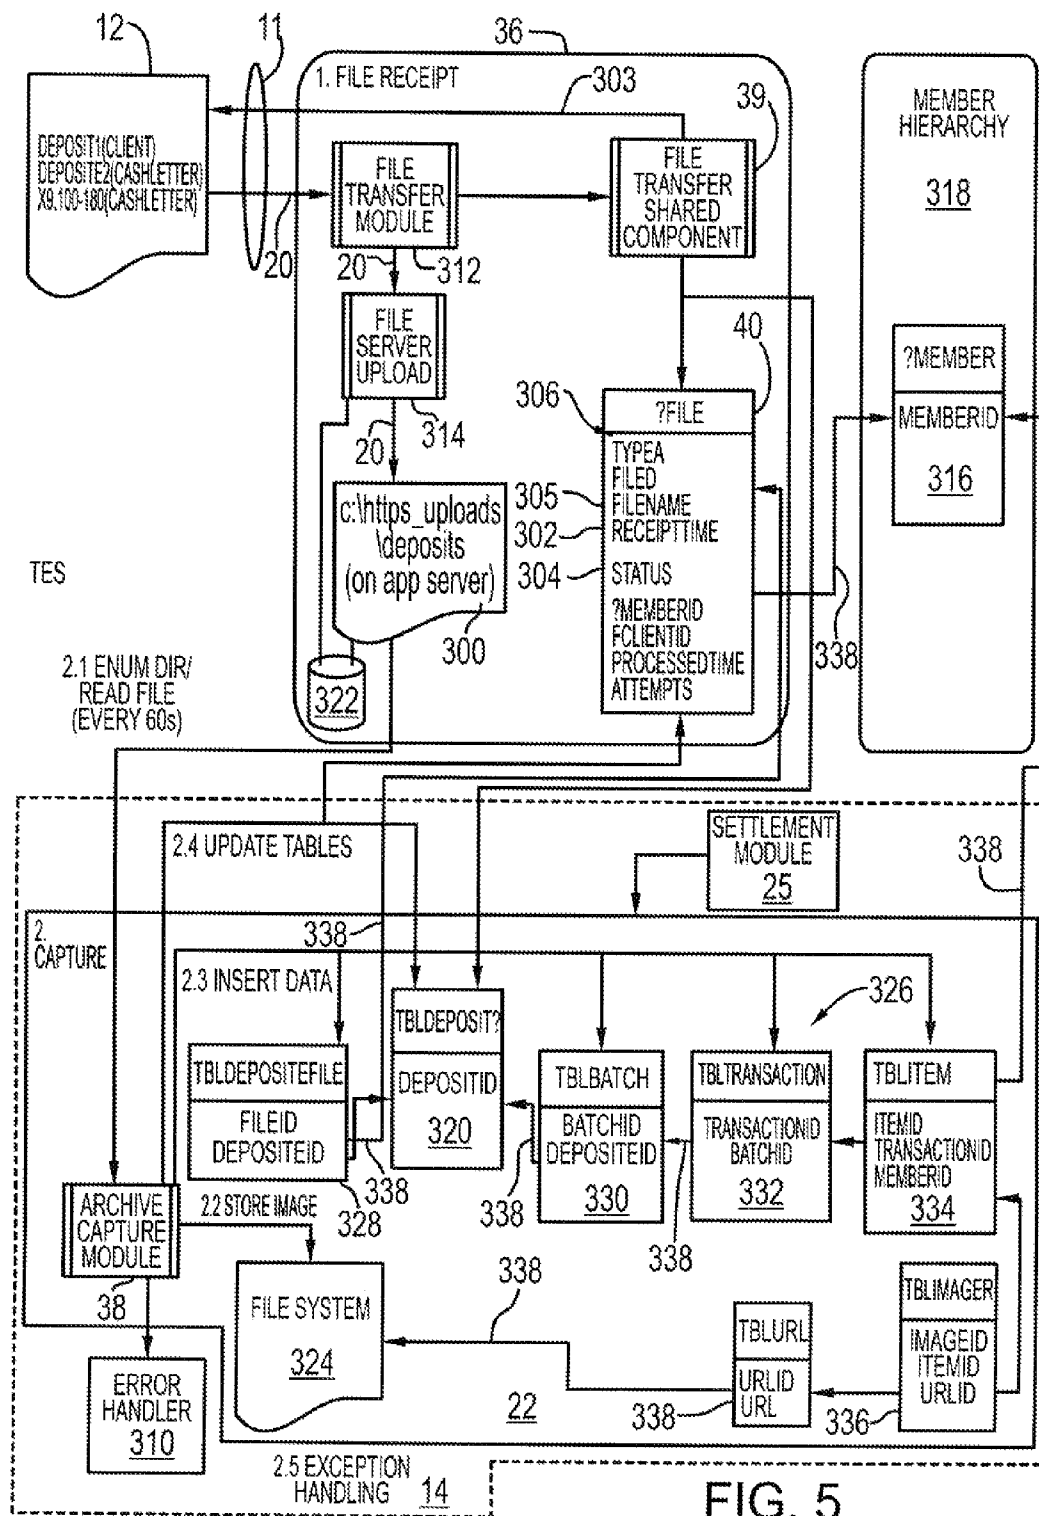 12
11
36
1. FILE RECEIPT
303
39
DEPOSIT1(CLIENT)
DEPOSITE2(CASHLETTER)
X9.100-180(CASHLETTER)
20
FILE
TRANSFER
MODULE
312
20
FILE
TRANSFER
SHARED
COMPONENT
MEMBER
HIERARCHY
318
FILE
SERVER
UPLOAD
314
20
40
306
?FILE
TYPEA
FILED
305
FILENAME
302
RECEIPTTIME
304
STATUS
?MEMBERID
FCLIENTID
PROCESSEDTIME
ATTEMPTS
?MEMBER
MEMBERID
316
338
c:\https_uploads
\deposits
(on app server)
300
322
TES
2.1 ENUM DIR/
READ FILE
(EVERY 60s)
2.4 UPDATE TABLES
SETTLEMENT
MODULE
25
338
338
2.
CAPTURE
2.3 INSERT DATA
326
TBLDEPOSITEFILE
FILEID
DEPOSITEID
328
338
TBLDEPOSIT?
DEPOSITID
320
338
TBLBATCH
BATCHID
DEPOSITEID
330
338
TBLTRANSACTION
TRANSACTIONID
BATCHID
332
338
TBLITEM
ITEMID
TRANSACTIONID
MEMBERID
334
2.2 STORE IMAGE
ARCHIVE
CAPTURE
MODULE
38
FILE SYSTEM
324
338
TBLURL
URLID
URL
338
TBLIMAGER
IMAGEID
ITEMID
URLID
336
ERROR
HANDLER
310
22
2.5 EXCEPTION
HANDLING
14
FIG. 5